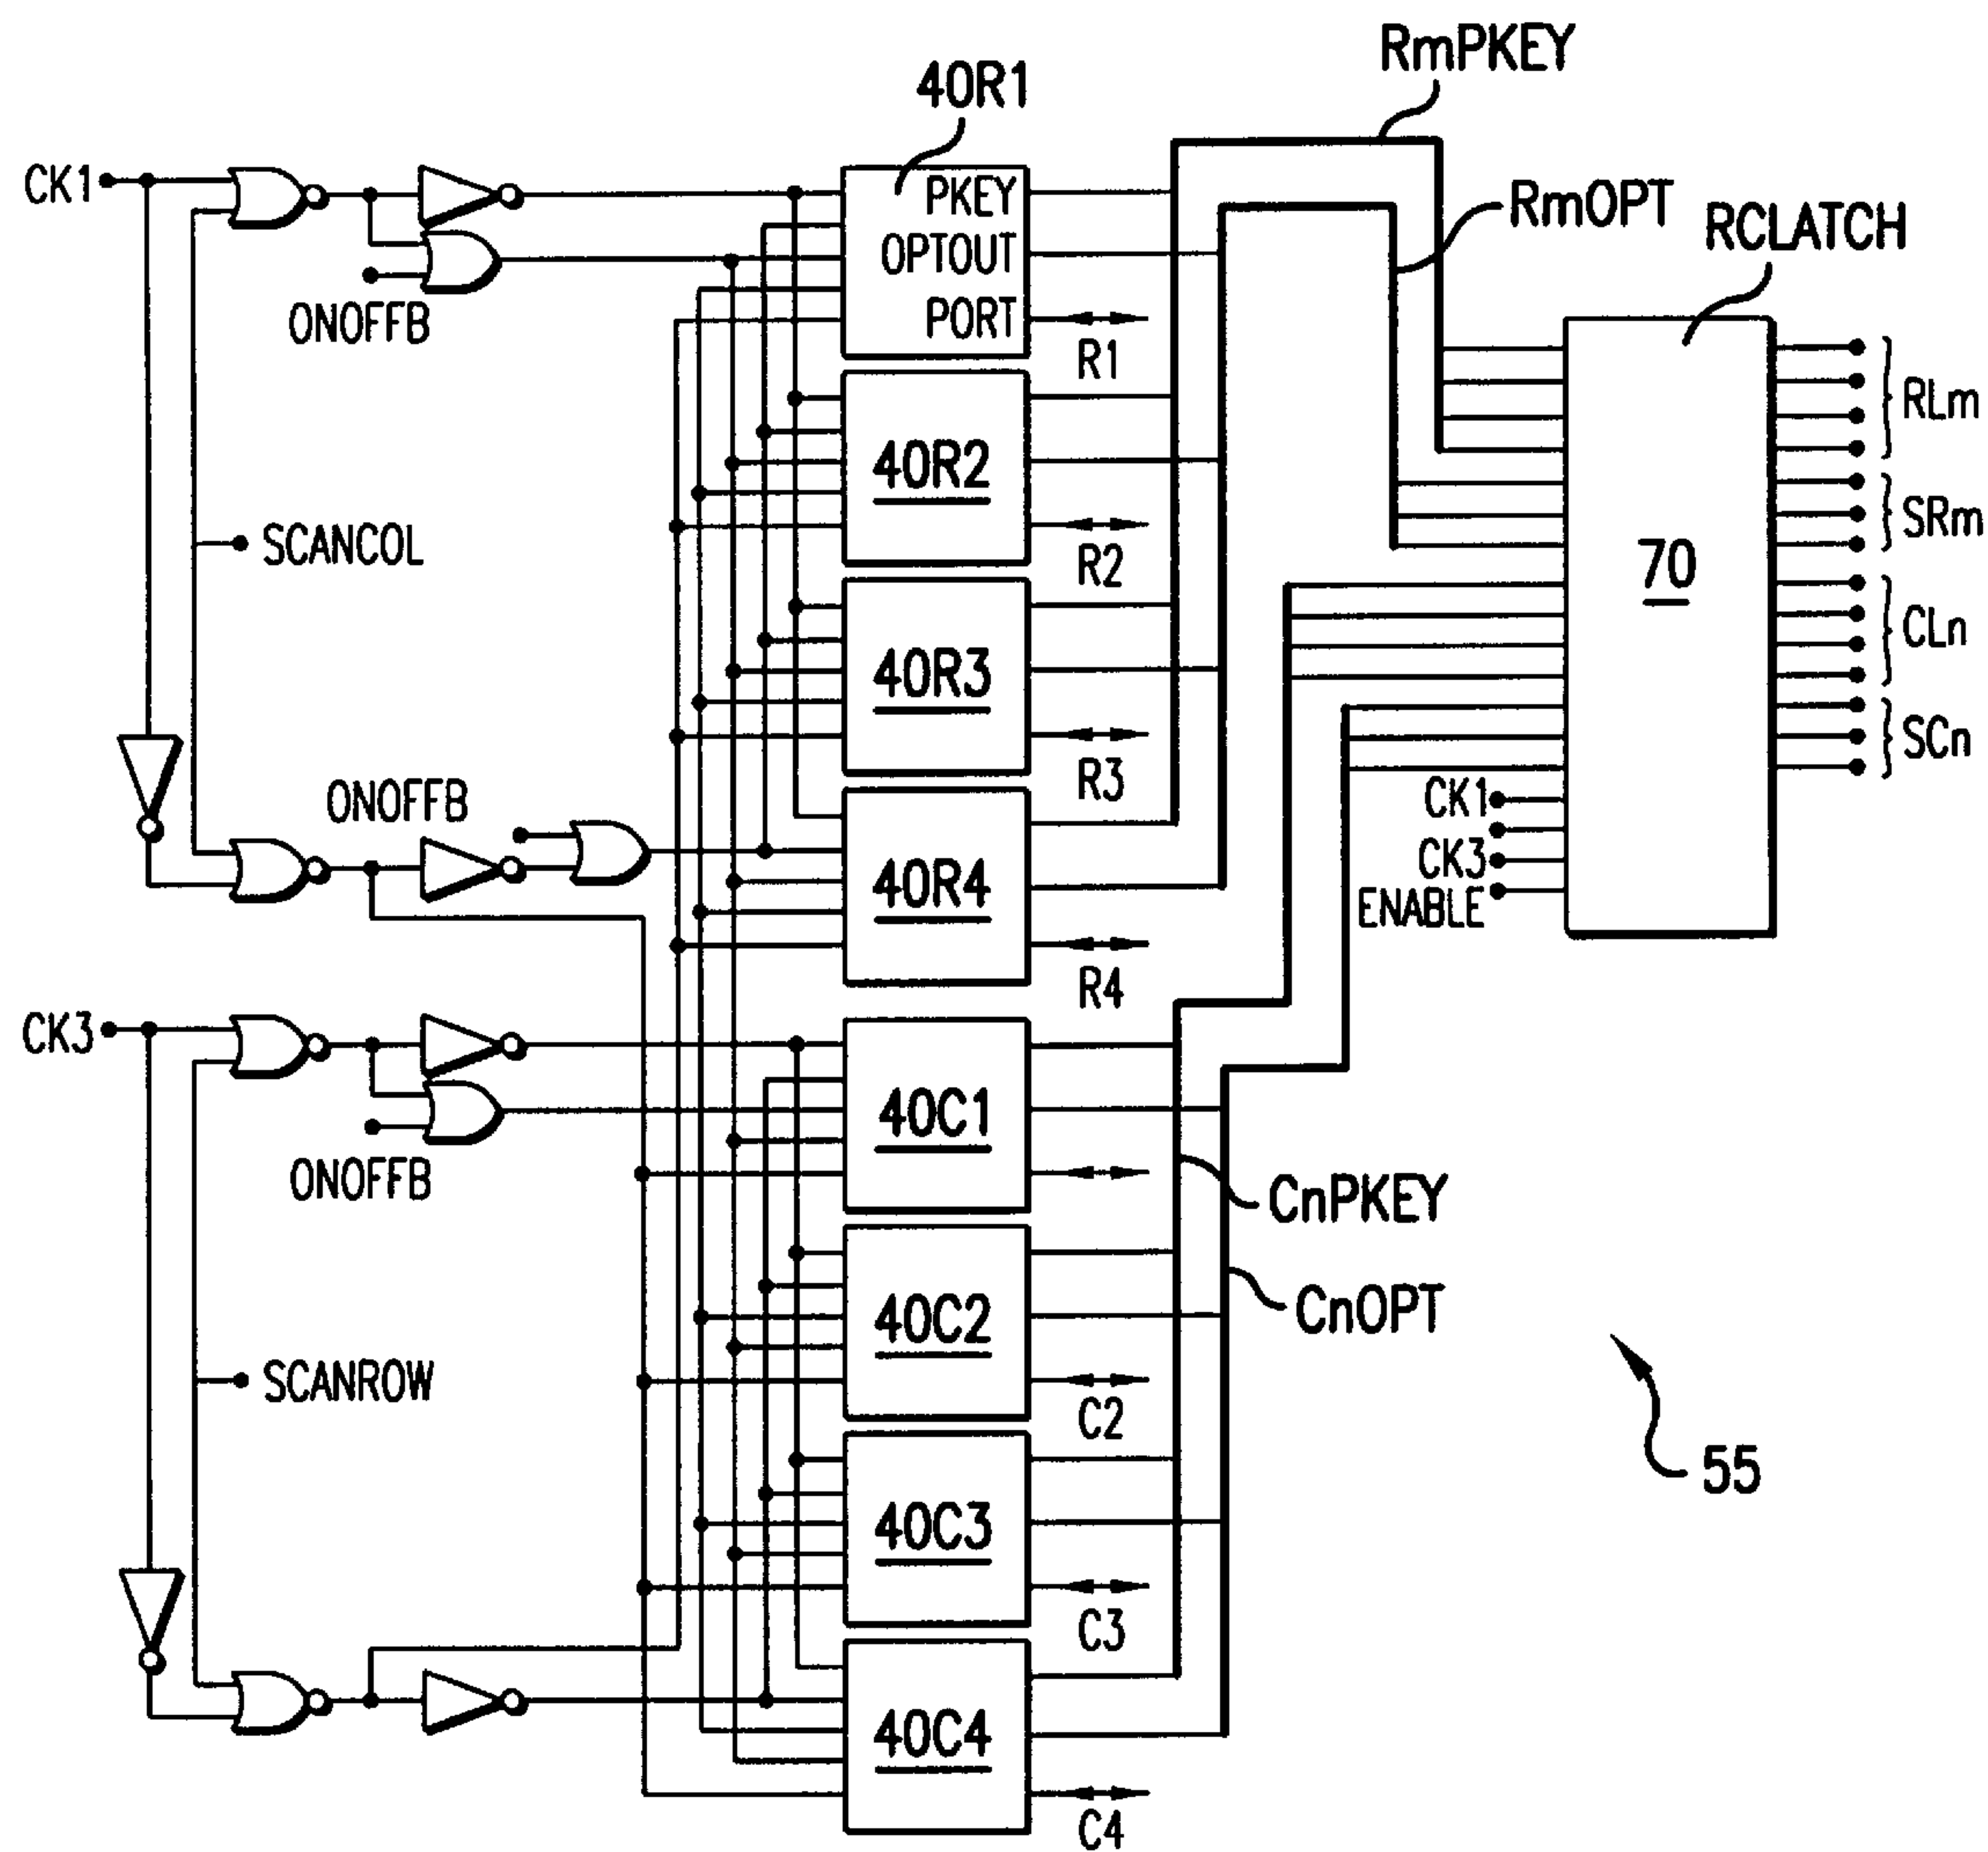 RmPKEY
40R1
CK1
PKEY
RmOPT
RCLATCH
OPTOUT
ONOFFB
PORT
R1
RLm
40R2
SRm
SCANCOL
R2
70
CLn
40R3
SCn
R3
CK1
ONOFFB
CK3
40R4
ENABLE
R4
CK3
40C1
ONOFFB
CnPKEY
40C2
CnOPT
SCANROW
C2
55
40C3
C3
40C4
C4